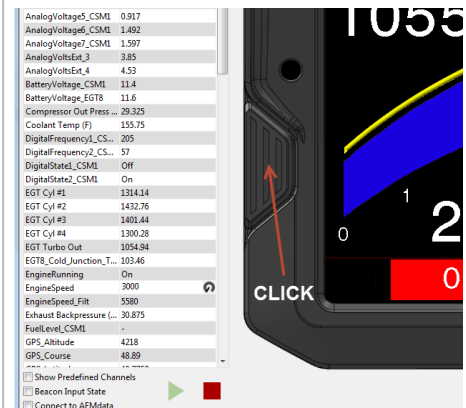 AnalogVoltage5_CSM1 0.917
AnalogVoltage6_CSM1 1.492
AnalogVoltage7_CSM1 1.597
AnalogVoltsExt_3 3.85
AnalogVoltsExt_4 4.53
BatteryVoltage_CSM1 11.4
BatteryVoltage_EGT8 11.6
Compressor Out Press ... 29.325
Coolant Temp (F) 155.75
DigitalFrequency1_CS... 205
DigitalFrequency2_CS... 57
DigitalState1_CSM1 Off
DigitalState2_CSM1 On
EGT Cyl #1 1314.14
EGT Cyl #2 1432.76
EGT Cyl #3 1401.44
EGT Cyl #4 1300.28
EGT Turbo Out 1054.94
EGT8_Cold_Junction_T... 103.46
EngineRunning On
EngineSpeed 3000
EngineSpeed_Filt 5580
Exhaust Backpressure (... 30.875
FuelLevel_CSM1 -
GPS_Altitude 4218
GPS_Course 48.89
Show Predefined Channels
Beacon Input State
Connect to AEMdata
1055
1
0
2
0
CLICK